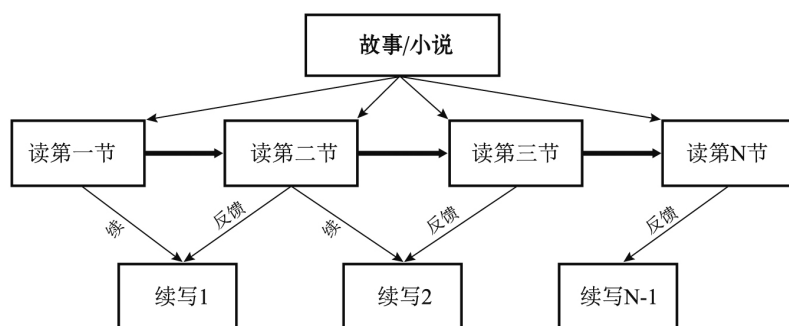 故事/小说
读第一节
读第二节
读第三节
读第N节
续
反馈
续
反馈
反馈
续写1
续写2
续写N-1